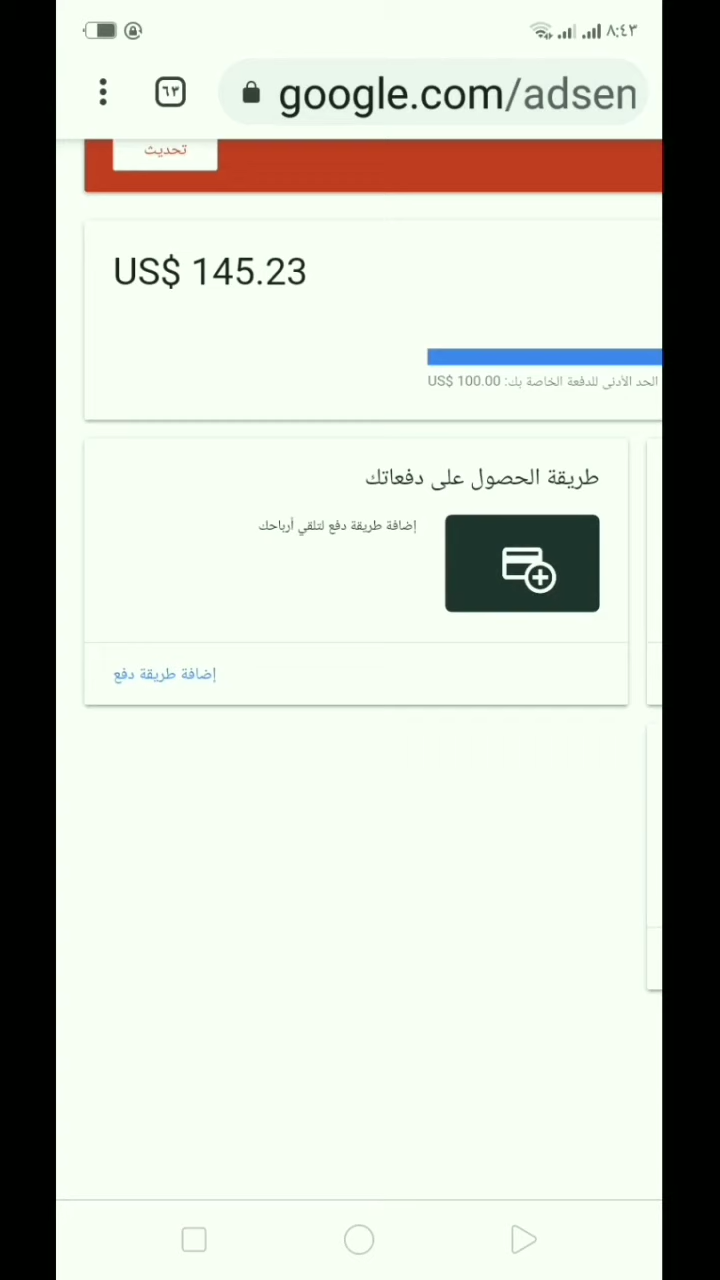 ٨:٤٣
٦٣
google.com/adsen
تحديث
US$ 145.23
الحد الأدنى للدفعة الخاصة بك: US$ 100.00
طريقة الحصول على دفعاتك
إضافة طريقة دفع لتلقي أرباحك
إضافة طريقة دفع